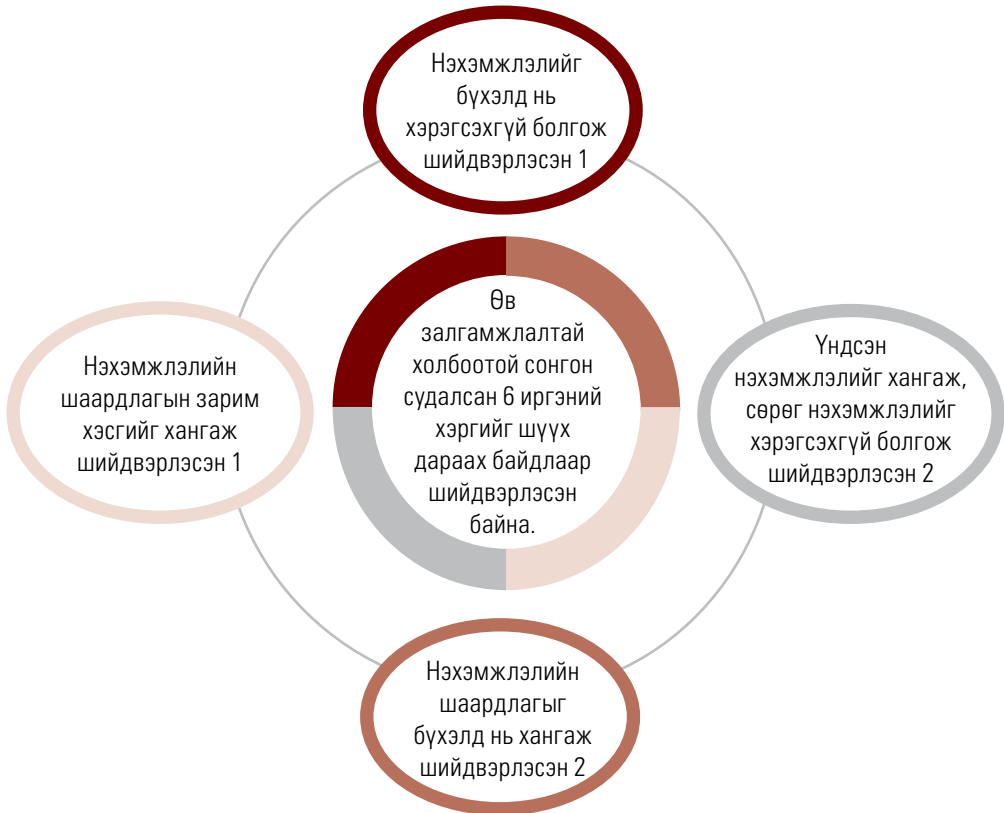 Нэхэмжлэлийг
бүхэлд нь
хэрэгсэхгүй болгож
шийдвэрлэсэн 1
Өв
залгамжлалтай
холбоотой сонгон
судалсан 6 иргэний
хэргийг шүүх
дараах байдлаар
шийдвэрлэсэн
байна.
Нэхэмжлэлийн
шаардлагын зарим
хэсгийг хангаж
шийдвэрлэсэн 1
Үндсэн
нэхэмжлэлийг хангаж,
сөрөг нэхэмжлэлийг
хэрэгсэхгүй болгож
шийдвэрлэсэн 2
Нэхэмжлэлийн
шаардлагыг
бүхэлд нь хангаж
шийдвэрлэсэн 2